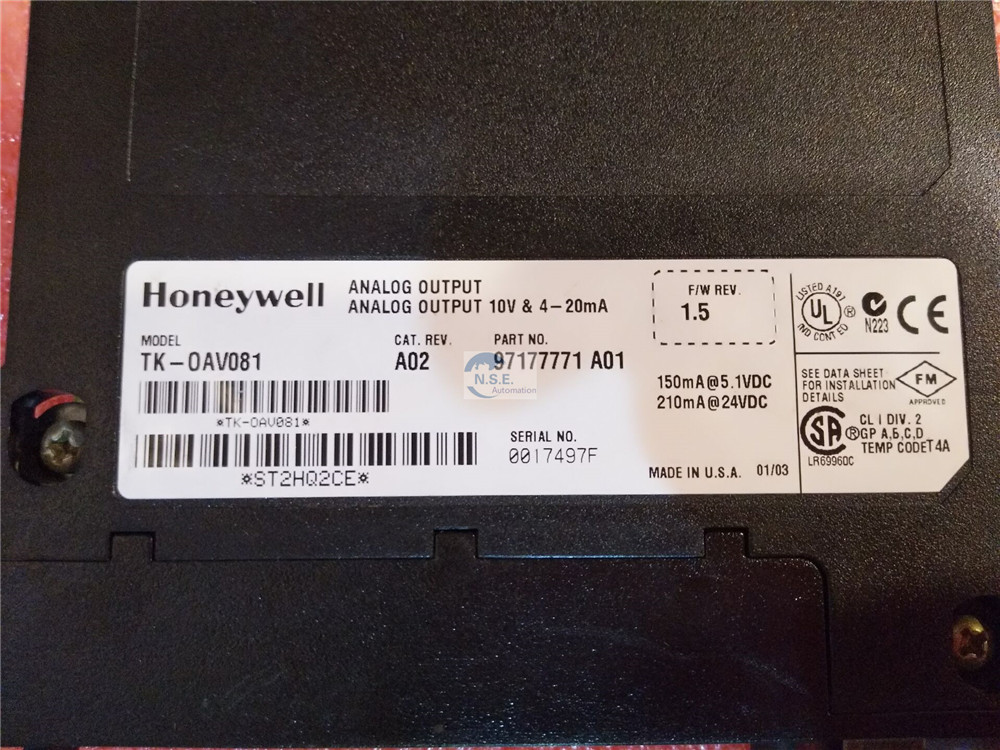 Honeywell
ANALOG OUTPUT
ANALOG OUTPUT 10V & 4-20mA
F/W REV.
1.5
MODEL
TK-OAV081
CAT. REV.
A02
PART NO.
97177771 A01
N.S.E.
Automation
*TK-OAV081*
*ST2HQ2CE*
SERIAL NO.
0017497F
150mA@5.1VDC
210mA@24VDC
MADE IN U.S.A. 01/03
LISTED A191
UL
®
IND CONT EQ
N223
CE
SEE DATA SHEET
FOR INSTALLATION
DETAILS
FM
APPROVED
SA
®
CL I DIV. 2
GP A,B,C,D
TEMP CODE T4A
LR69960C